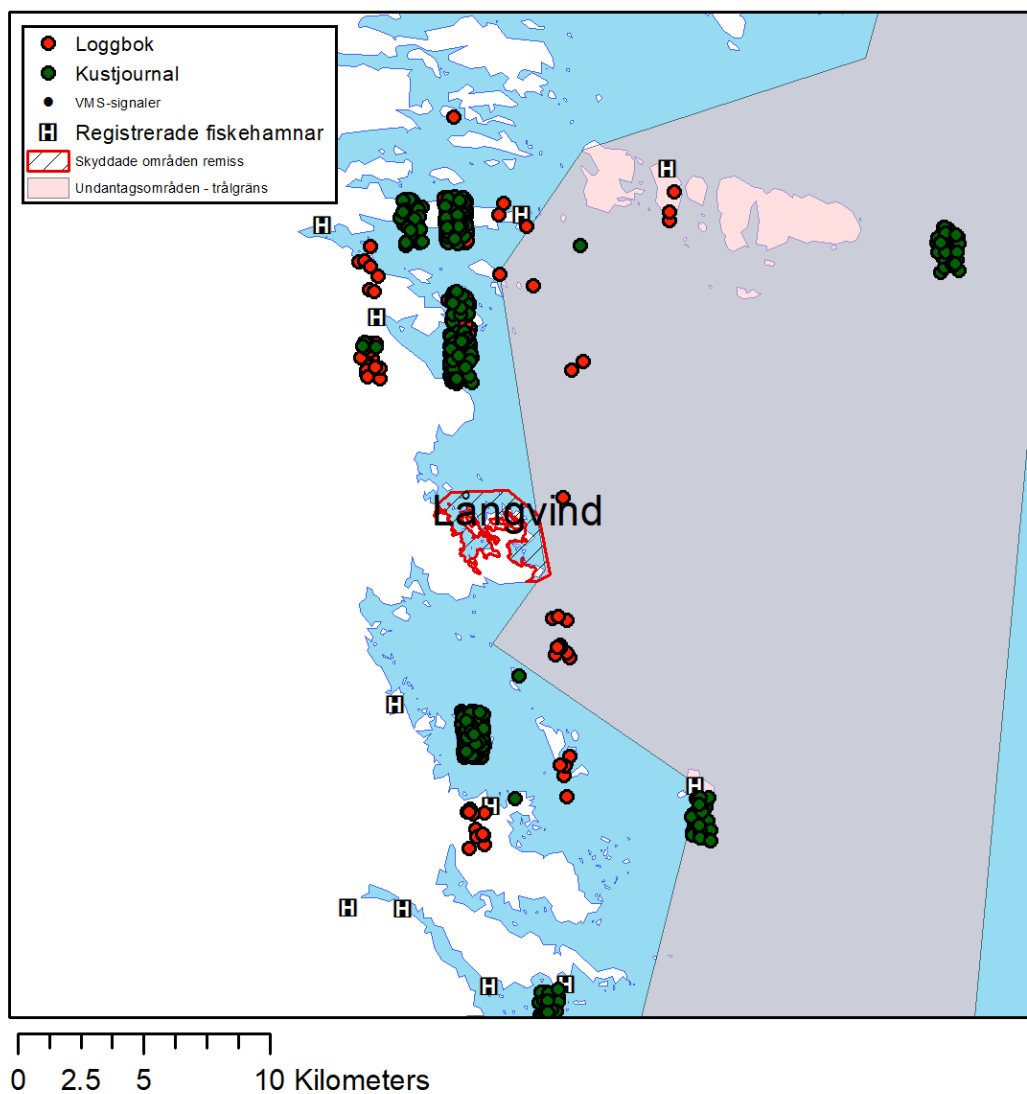 Loggbok
Kustjournal
VMS-signaler
H Registrerade fiskehamnar
Skyddade områden remiss
Undantagsområden - trålgräns
H
H
H
H
Långvind
H
H
H
H
H
H
H
0 2.5 5 10 Kilometers